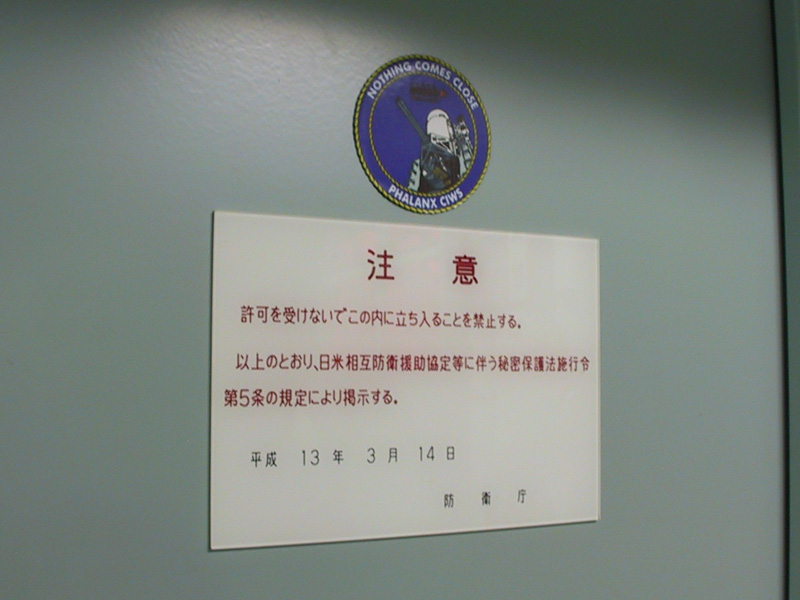 NOTHING COMES CLOSE
PHALANX CIWS
注 意
許可を受けないでこの内に立ち入ることを禁止する。
以上のとおり、日米相互防衛援助協定等に伴う秘密保護法施行令
第5条の規定により掲示する。
平成 13 年 3 月 14 日
防 衛 庁